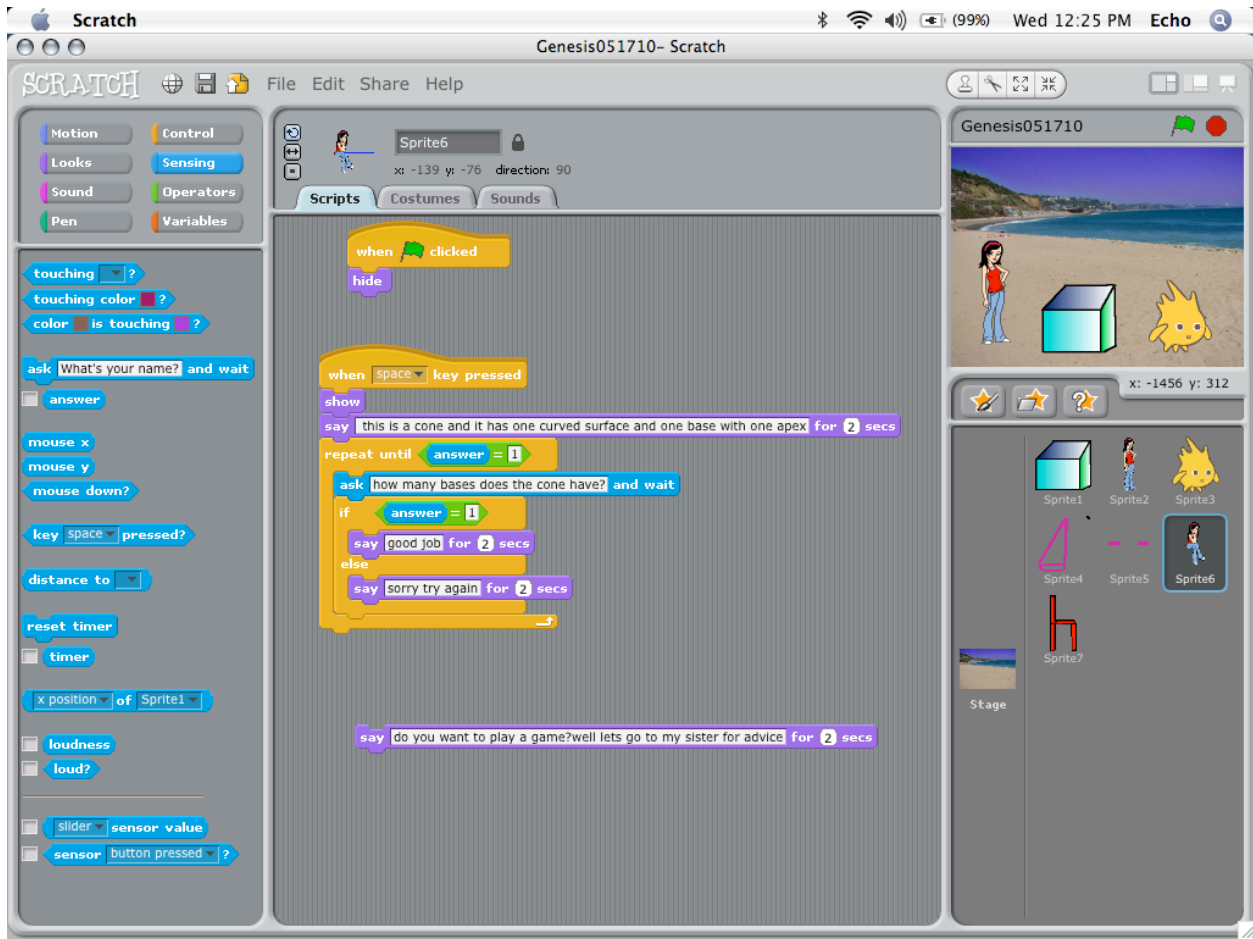 Scratch
(99%) Wed 12:25 PM Echo
Genesis051710– Scratch
SCRATCH File Edit Share Help
Motion Control
Looks Sensing
Sound Operators
Pen Variables
touching ?
touching color ?
color is touching ?
ask What's your name? and wait
answer
mouse x
mouse y
mouse down?
key space pressed?
distance to
reset timer
timer
x position of Sprite1
loudness
loud?
slider sensor value
sensor button pressed ?
Sprite6
x: -139 y: -76 direction: 90
Scripts Costumes Sounds
when clicked
hide
when space key pressed
show
say this is a cone and it has one curved surface and one base with one apex for 2 secs
repeat until answer = 1
ask how many bases does the cone have? and wait
if answer = 1
say good job for 2 secs
else
say sorry try again for 2 secs
say do you want to play a game?well lets go to my sister for advice for 2 secs
Genesis051710
x: -1456 y: 312
Sprite1 Sprite2 Sprite3
Sprite4 Sprite5 Sprite6
Sprite7
Stage